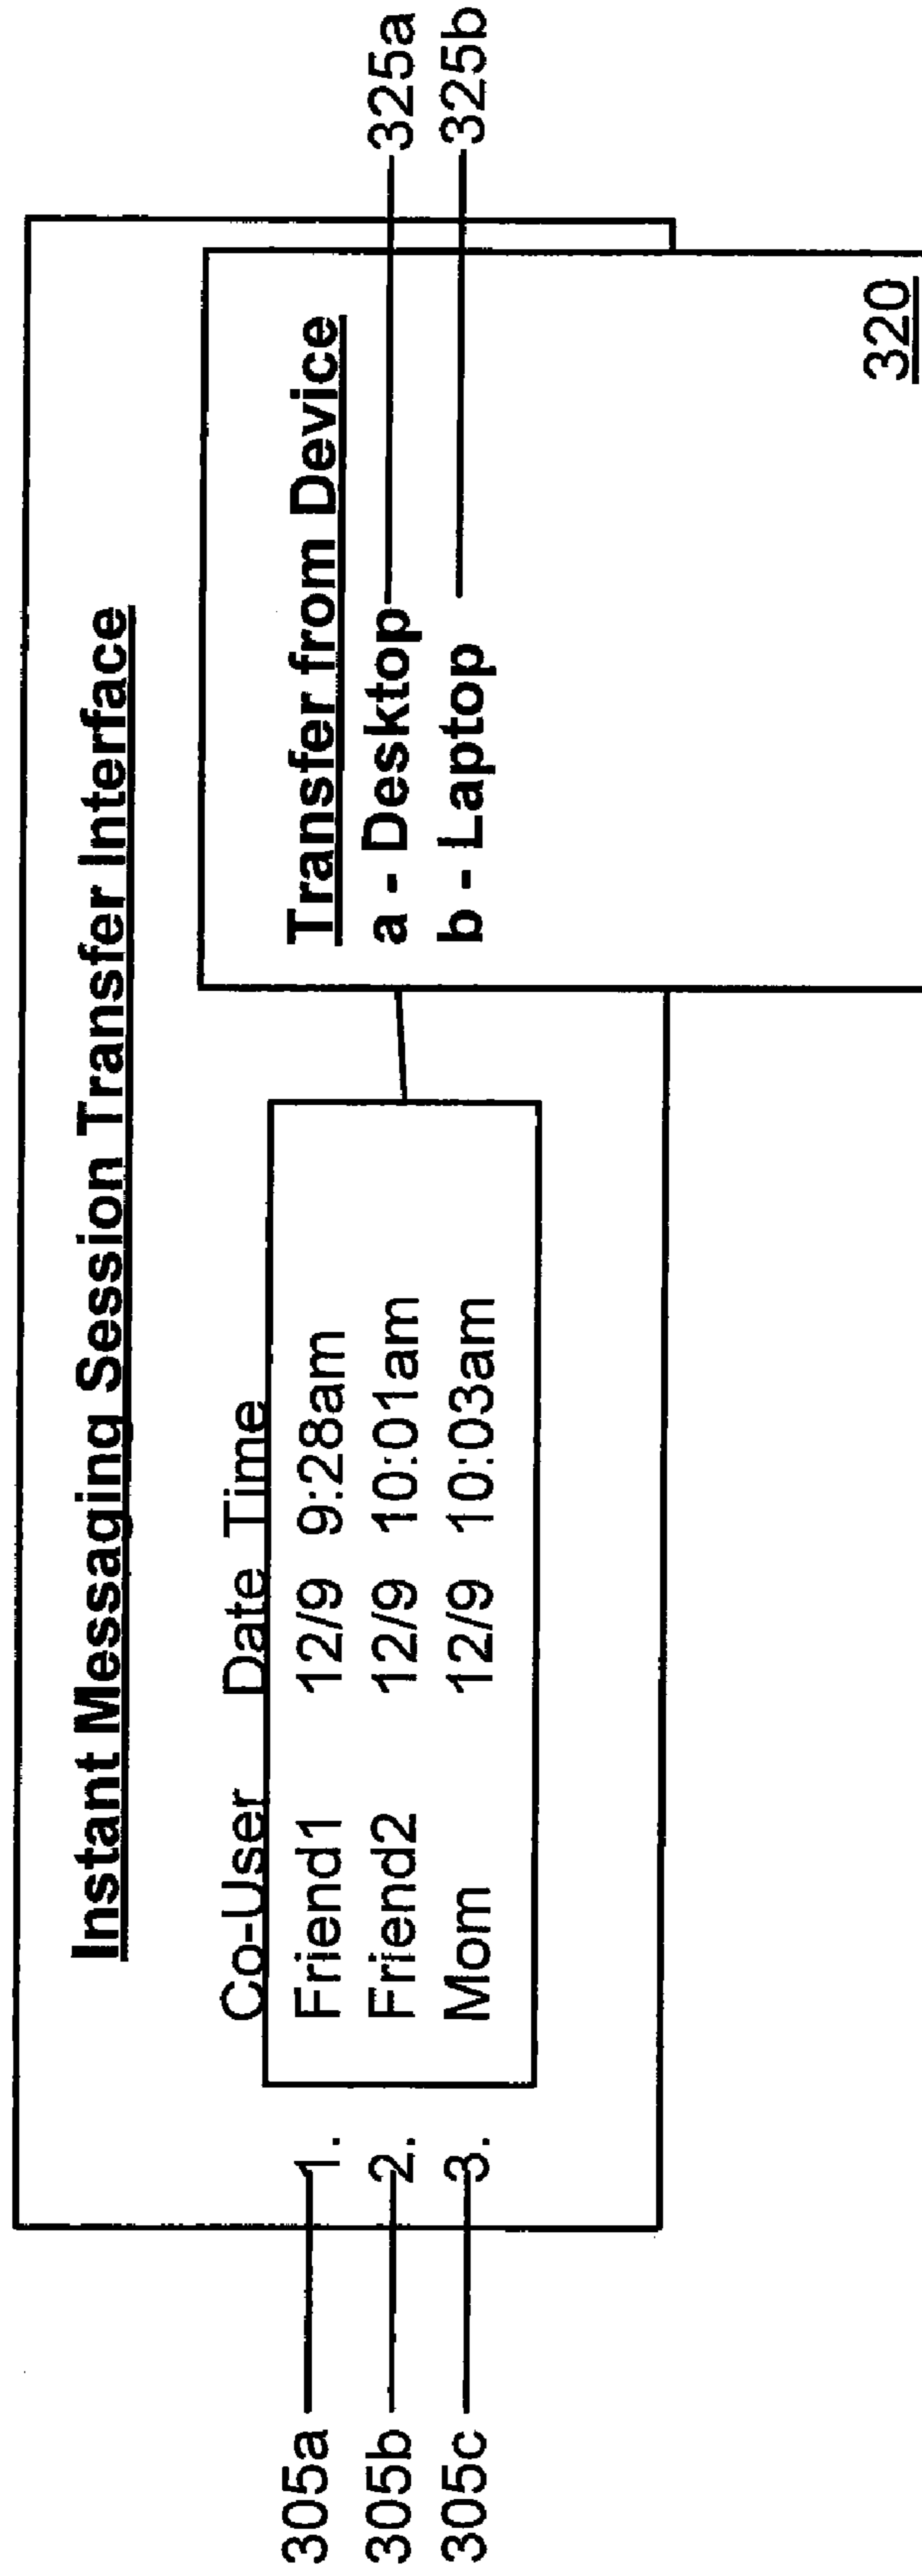 Instant Messaging Session Transfer Interface
Co-User Date Time
305a 1. Friend1 12/9 9:28am
305b 2. Friend2 12/9 10:01am
305c 3. Mom 12/9 10:03am
Transfer from Device
a - Desktop 325a
b - Laptop 325b
320